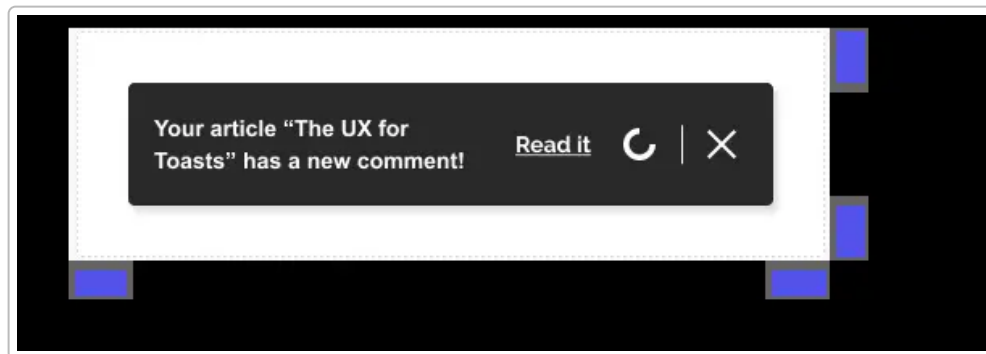 Your article “The UX for
Toasts” has a new comment!
Read it